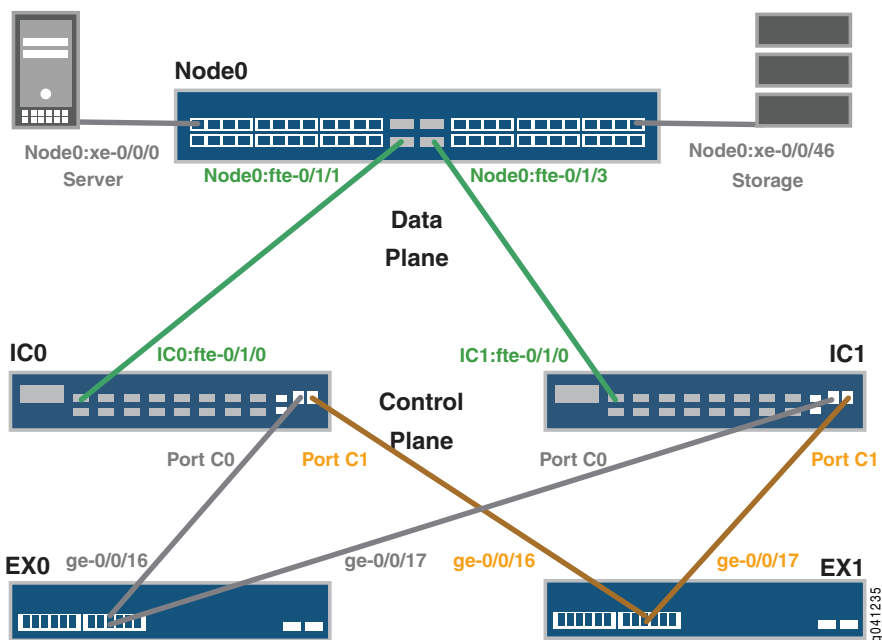 Node0
Node0:xe-0/0/0
Server
Node0:xe-0/0/46
Storage
Node0:fte-0/1/1
Node0:fte-0/1/3
Data
Plane
IC0
IC0:fte-0/1/0
IC1:fte-0/1/0
IC1
Control
Plane
Port C0
Port C1
Port C0
Port C1
EX0
ge-0/0/16
ge-0/0/17
ge-0/0/16
ge-0/0/17
EX1
g041235